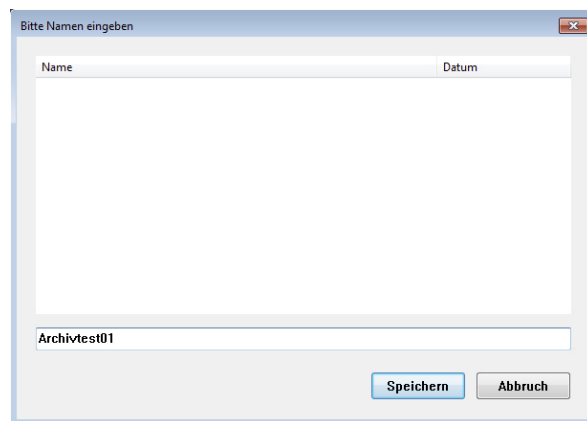 Bitte Namen eingeben
Name Datum
Archivtest01
Speichern Abbruch